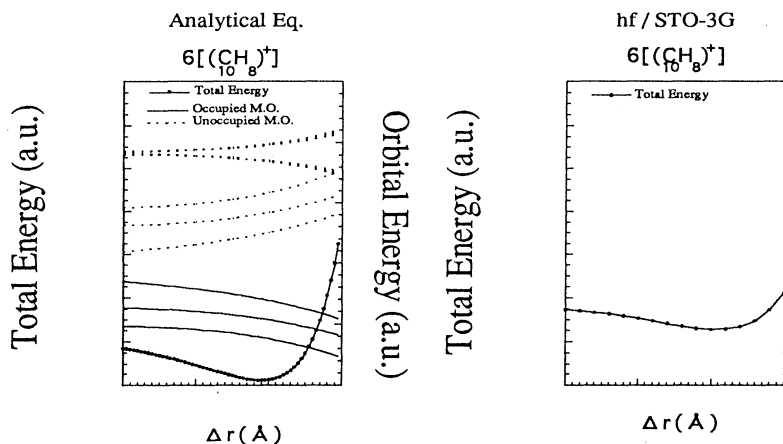 Analytical Eq.
6[(CH)⁺]
10 8
Total Energy
Occupied M.O.
Unoccupied M.O.
Total Energy (a.u.)
Orbital Energy (a.u.)
Δr(Å)
hf / STO-3G
6[(CH)⁺]
10 8
Total Energy
Total Energy (a.u.)
Δr(Å)